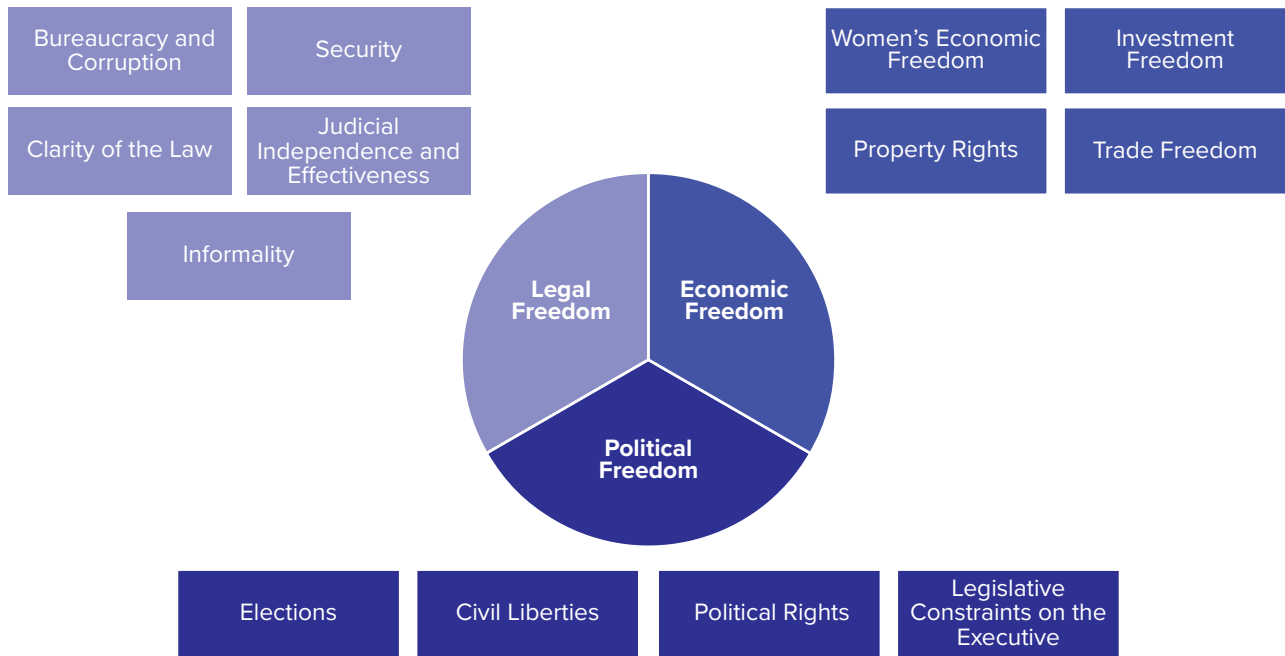 Bureaucracy and
Corruption
Security
Clarity of the Law
Judicial
Independence and
Effectiveness
Informality
Women’s Economic
Freedom
Investment
Freedom
Property Rights
Trade Freedom
Legal
Freedom
Economic
Freedom
Political
Freedom
Elections
Civil Liberties
Political Rights
Legislative
Constraints on the
Executive